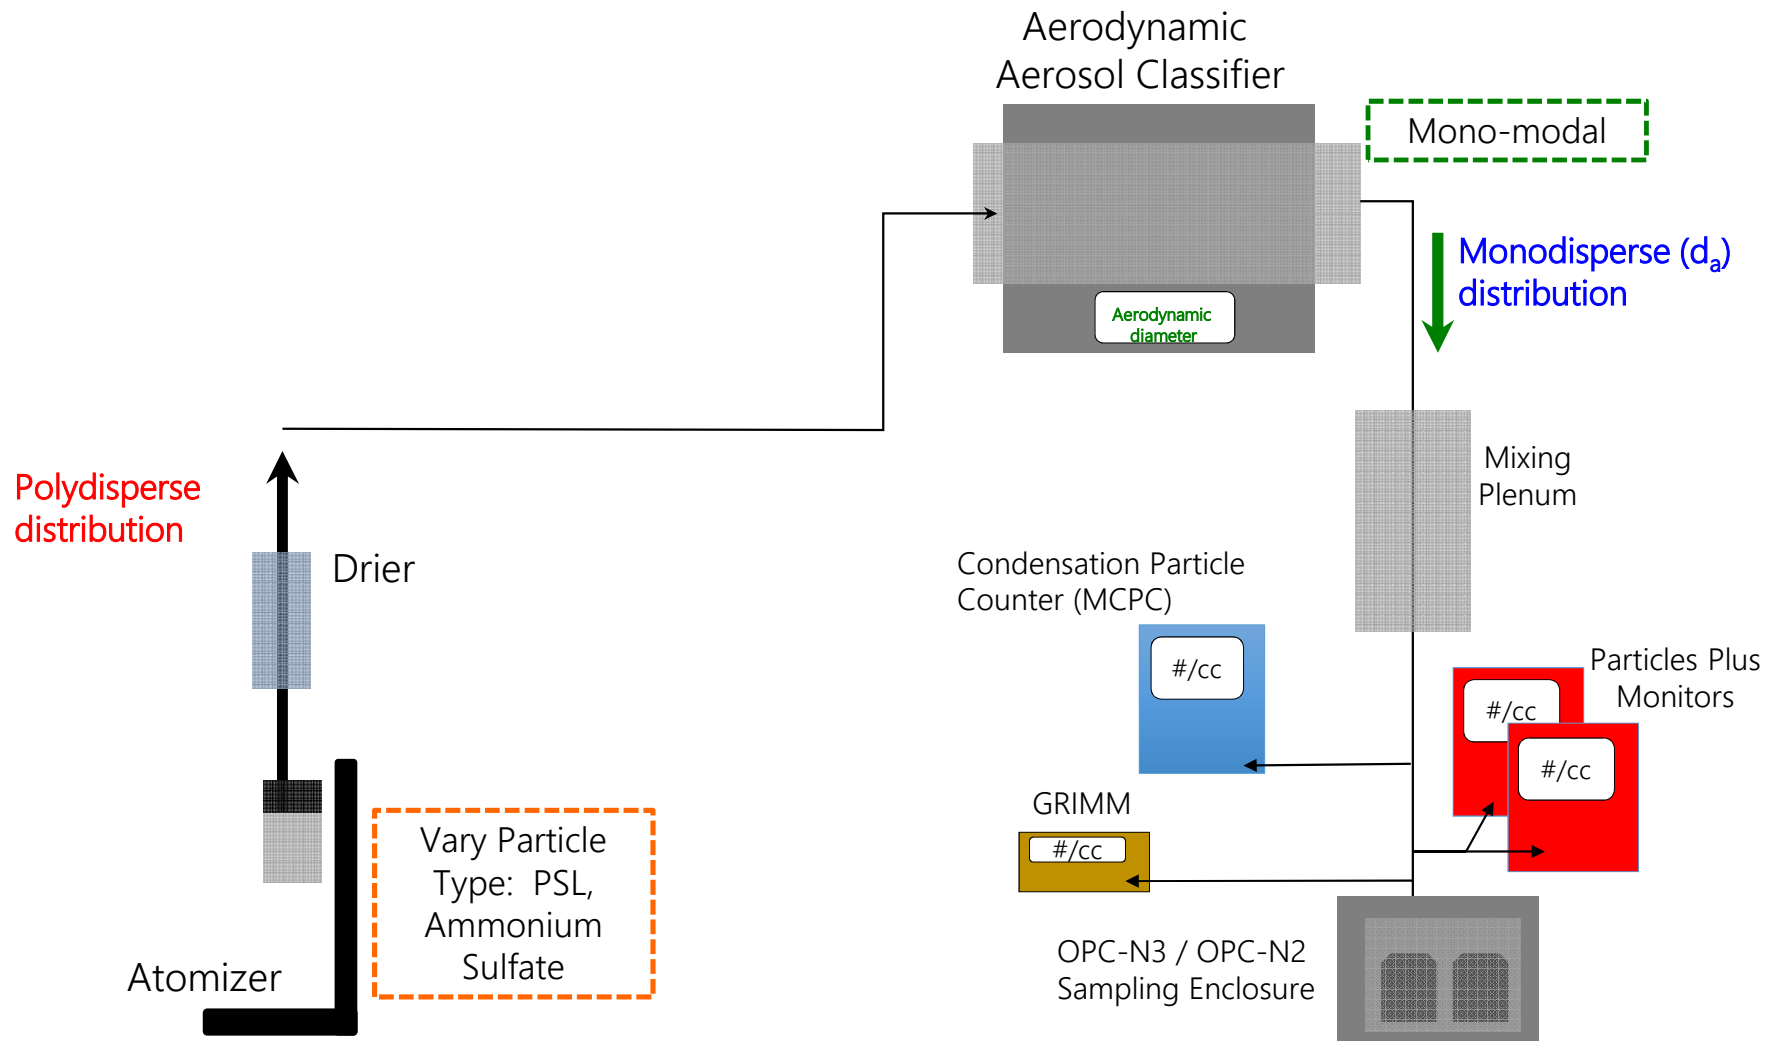 Aerodynamic
Aerosol Classifier
Mono-modal
Monodisperse (da)
distribution
Aerodynamic
diameter
Polydisperse
distribution
Mixing
Plenum
Drier
Condensation Particle
Counter (MCPC)
#/cc
Particles Plus
Monitors
#/cc
#/cc
GRIMM
#/cc
Vary Particle
Type: PSL,
Ammonium
Sulfate
Atomizer
OPC-N3 / OPC-N2
Sampling Enclosure